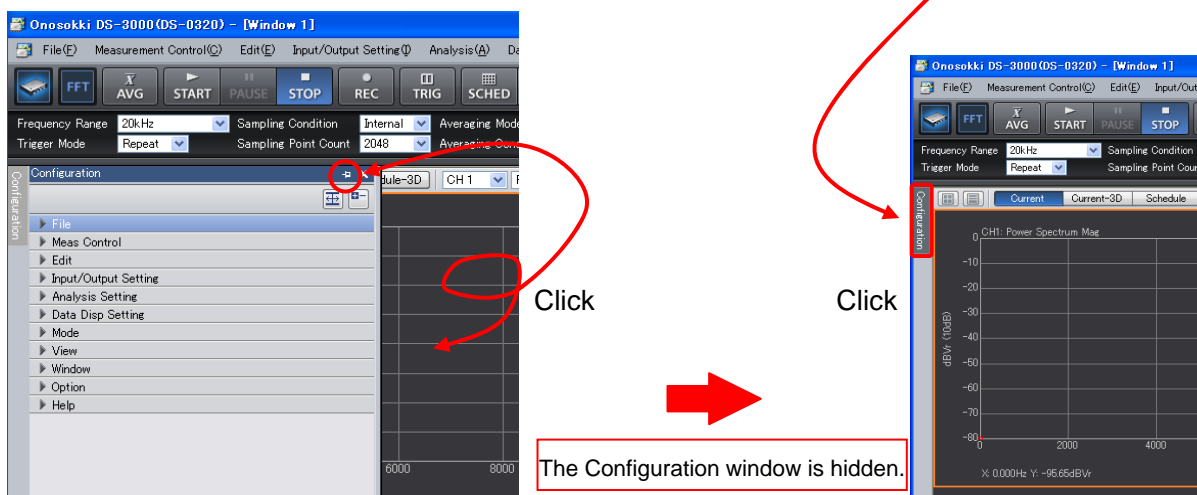 Onosokki DS-3000(DS-0320) - [Window 1]
File(F) Measurement Control(C) Edit(E) Input/Output Setting(I) Analysis(A)
FFT X AVG START PAUSE STOP REC TRIG SCHED
Frequency Range 20kHz Sampling Condition Internal Averaging Mode
Trigger Mode Repeat Sampling Point Count 2048 Averaging
Configuration
Configuration
dule-3D CH 1
File
Meas Control
Edit
Input/Output Setting
Analysis Setting
Data Disp Setting
Mode
View
Window
Option
Help
6000 8000
Click
The Configuration window is hidden.
Click
Onosokki DS-3000(DS-0320) - [Window 1]
File(F) Measurement Control(C) Edit(E) Input/Out
FFT X AVG START PAUSE STOP
Frequency Range 20kHz Sampling Condition
Trigger Mode Repeat Sampling Point Cour
Configuration
Current Current-3D Schedule
CH1: Power Spectrum Mag
0
-10
-20
-30
-40
-50
-60
-70
-80
dBVr (10dB)
0 2000 4000
X: 0.000Hz Y: -95.65dBVr